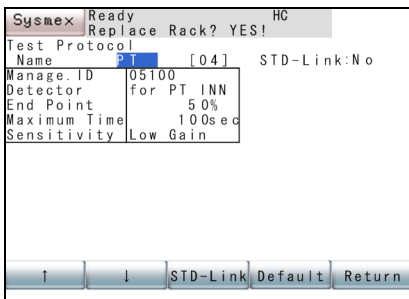 Sysmex Ready HC
Replace Rack? YES!
Test Protocol
Name PT [04] STD-Link:No
Manage.ID 05100
Detector for PT INN
End Point 50%
Maximum Time 100sec
Sensitivity Low Gain
↑ ↓ STD-Link Default Return